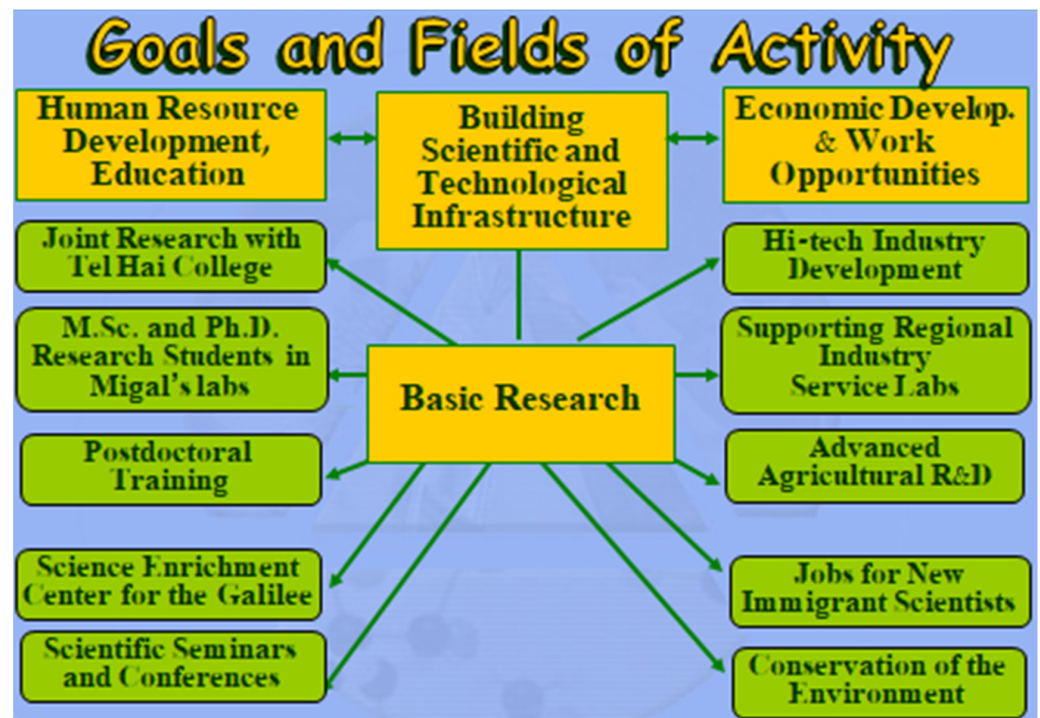 Goals and Fields of Activity
Human Resource
Development,
Education
Building
Scientific and
Technological
Infrastructure
Economic Develop.
& Work
Opportunities
Joint Research with
Tel Hai College
M.Sc. and Ph.D.
Research Students in
Migal's labs
Postdoctoral
Training
Science Enrichment
Center for the Galilee
Scientific Seminars
and Conferences
Basic Research
Hi-tech Industry
Development
Supporting Regional
Industry
Service Labs
Advanced
Agricultural R&D
Jobs for New
Immigrant Scientists
Conservation of the
Environment